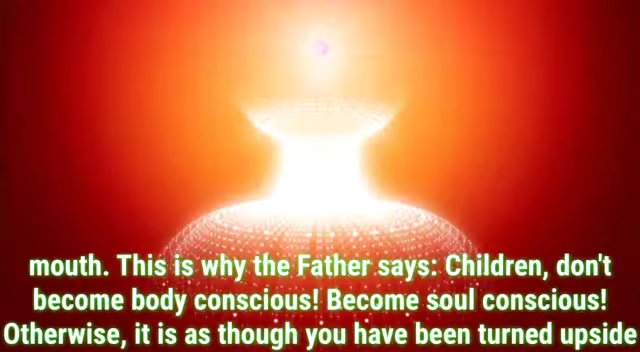 mouth. This is why the Father says: Children, don't
become body conscious! Become soul conscious!
Otherwise, it is as though you have been turned upside